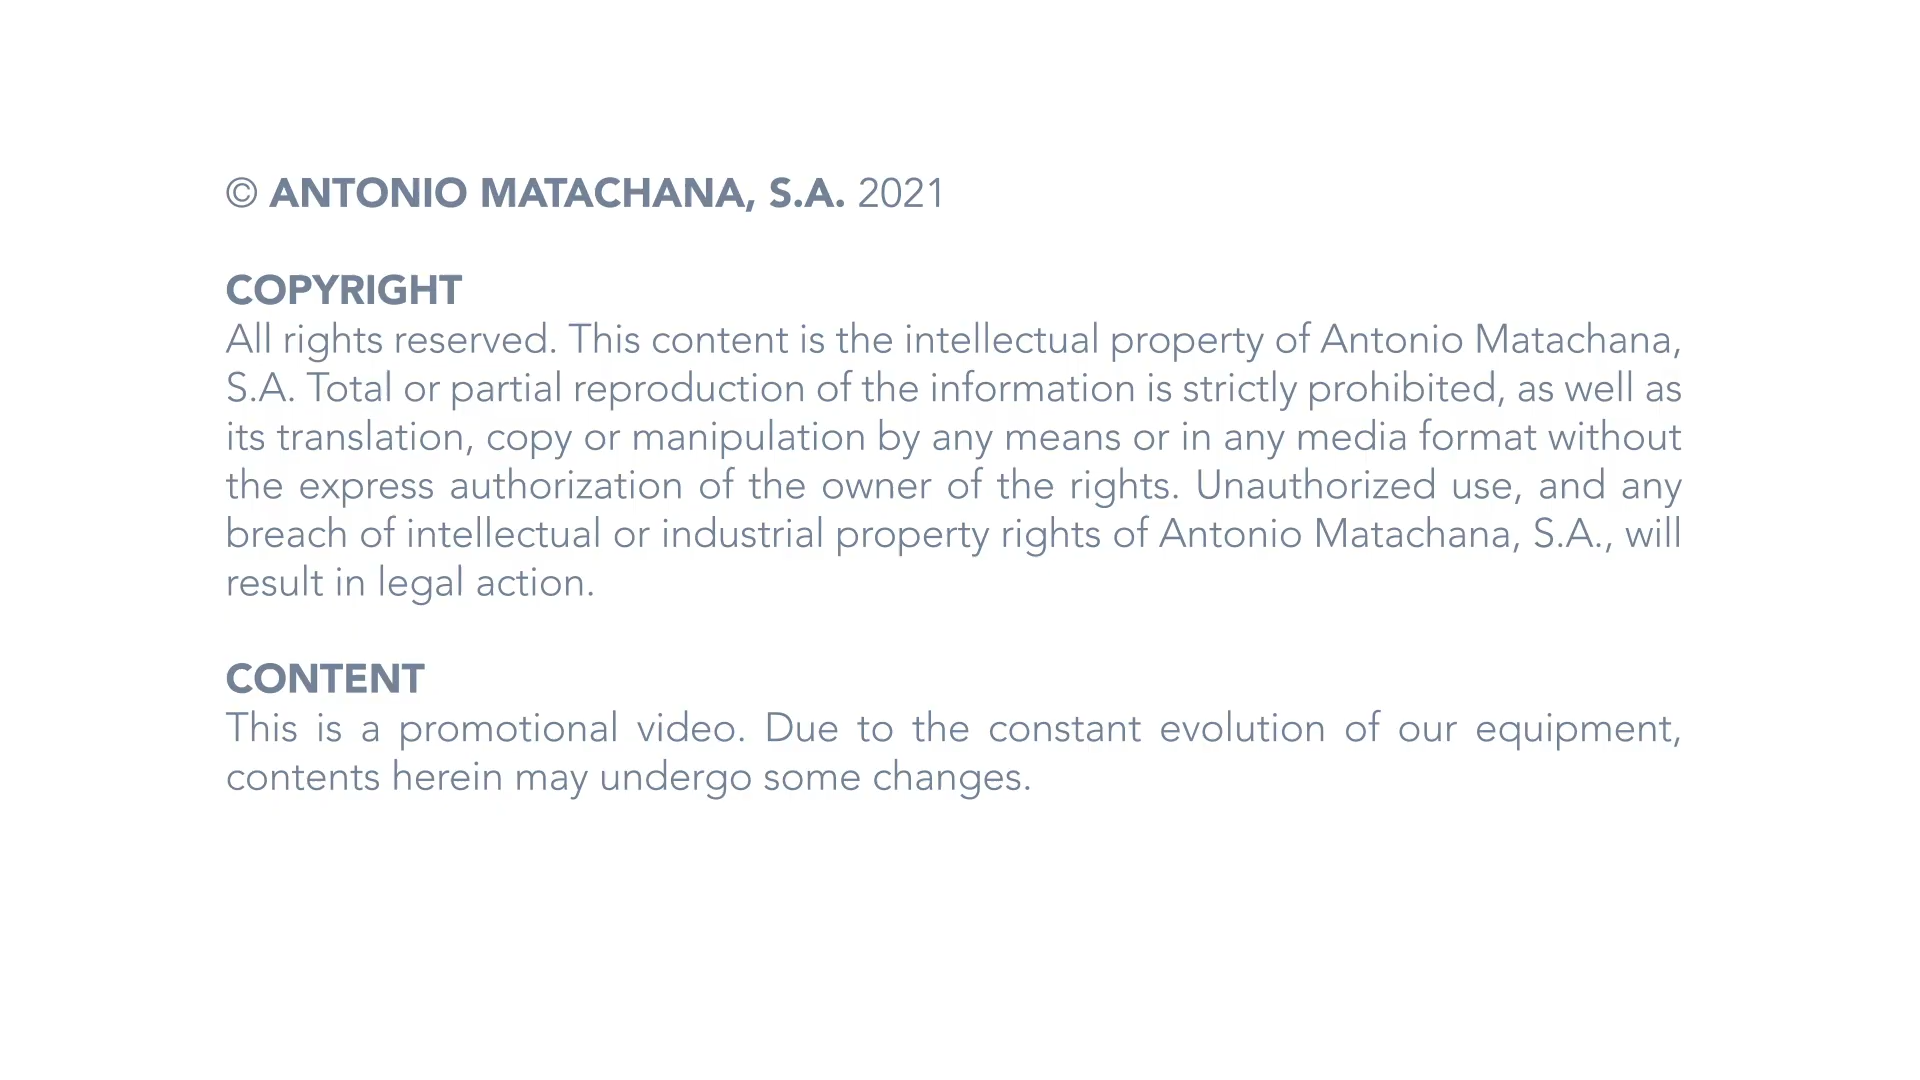 © ANTONIO MATACHANA, S.A. 2021
COPYRIGHT
All rights reserved. This content is the intellectual property of Antonio Matachana,
S.A. Total or partial reproduction of the information is strictly prohibited, as well as
its translation, copy or manipulation by any means or in any media format without
the express authorization of the owner of the rights. Unauthorized use, and any
breach of intellectual or industrial property rights of Antonio Matachana, S.A., will
result in legal action.
CONTENT
This is a promotional video. Due to the constant evolution of our equipment,
contents herein may undergo some changes.